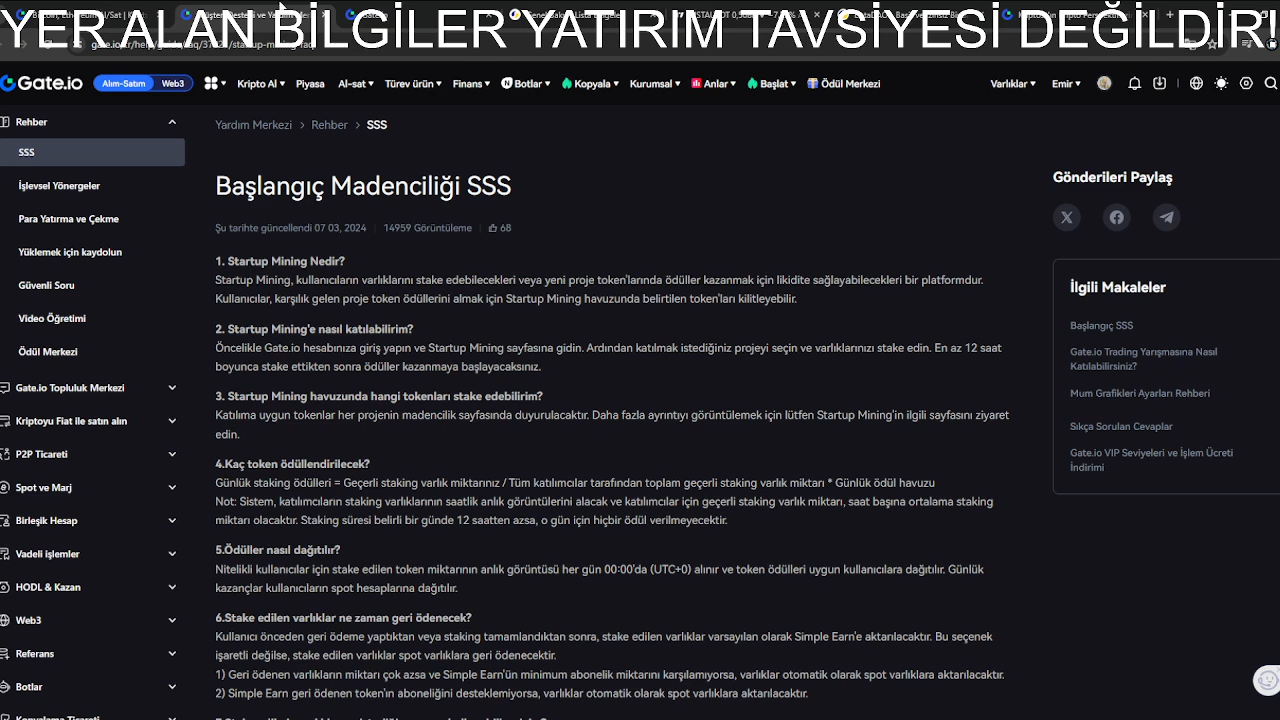 YER ALAN BİLGİLER YATIRIM TAVSİYESİ DEĞİLDİR!
Gate.io
Alım-Satım
Web3
Kripto Al
Piyasa
Al-sat
Türev ürün
Finans
Botlar
Kopyala
Kurumsal
Anlar
Başlat
Ödül Merkezi
Varlıklar
Emir
Rehber
SSS
İşlevsel Yönergeler
Para Yatırma ve Çekme
Yüklemek için kaydolun
Güvenli Soru
Video Öğretimi
Ödül Merkezi
Gate.io Topluluk Merkezi
Kriptoyu Fiat ile satın alın
P2P Ticareti
Spot ve Marj
Birleşik Hesap
Vadeli işlemler
HODL & Kazan
Web3
Referans
Botlar
Yardım Merkezi > Rehber > SSS
Başlangıç Madenciliği SSS
Şu tarihte güncellendi 07 03, 2024
14959 Görüntüleme
68
1. Startup Mining Nedir?
Startup Mining, kullanıcıların varlıklarını stake edebilecekleri veya yeni proje token'larında ödüller kazanmak için likidite sağlayabilecekleri bir platformdur.
Kullanıcılar, karşılık gelen proje token ödüllerini almak için Startup Mining havuzunda belirtilen token'ları kilitleyebilir.
2. Startup Mining'e nasıl katılabilirim?
Öncelikle Gate.io hesabınıza giriş yapın ve Startup Mining sayfasına gidin. Ardından katılmak istediğiniz projeyi seçin ve varlıklarınızı stake edin. En az 12 saat
boyunca stake ettikten sonra ödüller kazanmaya başlayacaksınız.
3. Startup Mining havuzunda hangi tokenları stake edebilirim?
Katılıma uygun tokenlar her projenin madencilik sayfasında duyurulacaktır. Daha fazla ayrıntıyı görüntülemek için lütfen Startup Mining'in ilgili sayfasını ziyaret
edin.
4.Kaç token ödüllendirilecek?
Günlük staking ödülleri = Geçerli staking varlık miktarınız / Tüm katılımcılar tarafından toplam geçerli staking varlık miktarı * Günlük ödül havuzu
Not: Sistem, katılımcıların staking varlıklarının saatlik anlık görüntülerini alacak ve katılımcılar için geçerli staking varlık miktarı, saat başına ortalama staking
miktarı olacaktır. Staking süresi belirli bir günde 12 saatten azsa, o gün için hiçbir ödül verilmeyecektir.
5.Ödüller nasıl dağıtılır?
Nitelikli kullanıcılar için stake edilen token miktarının anlık görüntüsü her gün 00:00'da (UTC+0) alınır ve token ödülleri uygun kullanıcılara dağıtılır. Günlük
kazançlar kullanıcıların spot hesaplarına dağıtılır.
6.Stake edilen varlıklar ne zaman geri ödenecek?
Kullanıcı önceden geri ödeme yaptıktan veya staking tamamlandıktan sonra, stake edilen varlıklar varsayılan olarak Simple Earn'e aktarılacaktır. Bu seçenek
işaretli değilse, stake edilen varlıklar spot varlıklara geri ödenecektir.
1) Geri ödenen varlıkların miktarı çok azsa ve Simple Earn'ün minimum abonelik miktarını karşılamıyorsa, varlıklar otomatik olarak spot varlıklara aktarılacaktır.
2) Simple Earn geri ödenen token'ın aboneliğini desteklemiyorsa, varlıklar otomatik olarak spot varlıklara aktarılacaktır.
Gönderileri Paylaş
İlgili Makaleler
Başlangıç SSS
Gate.io Trading Yarışmasına Nasıl
Katılabilirsiniz?
Mum Grafikleri Ayarları Rehberi
Sıkça Sorulan Cevaplar
Gate.io VIP Seviyeleri ve İşlem Ücreti
İndirimi